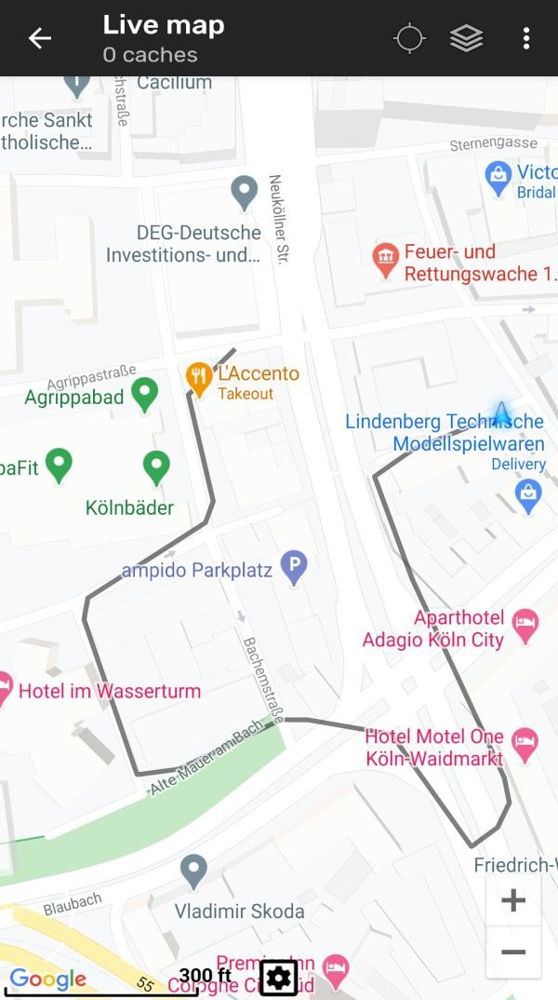 Live map
0 caches
Cacilium
chstraße
rche Sankt
tholische...
Sternengasse
Victo
Bridal
Neuköllner Str.
DEG-Deutsche
Investitions- und...
Feuer- und
Rettungswache 1.
Agrippastraße
L'Accento
Takeout
Agrippabad
Lindenberg Technische
Modellspielwaren
Delivery
paFit
Kölnbäder
ampido Parkplatz
P
Aparthotel
Adagio Köln City
Bachemstraße
Hotel im Wasserturm
Hotel Motel One
Köln-Waidmarkt
Alte Mauer am Bach
Friedrich-W
Blaubach
Vladimir Skoda
+
−
Google
55
300 ft
Premier Inn
Cologne City Süd